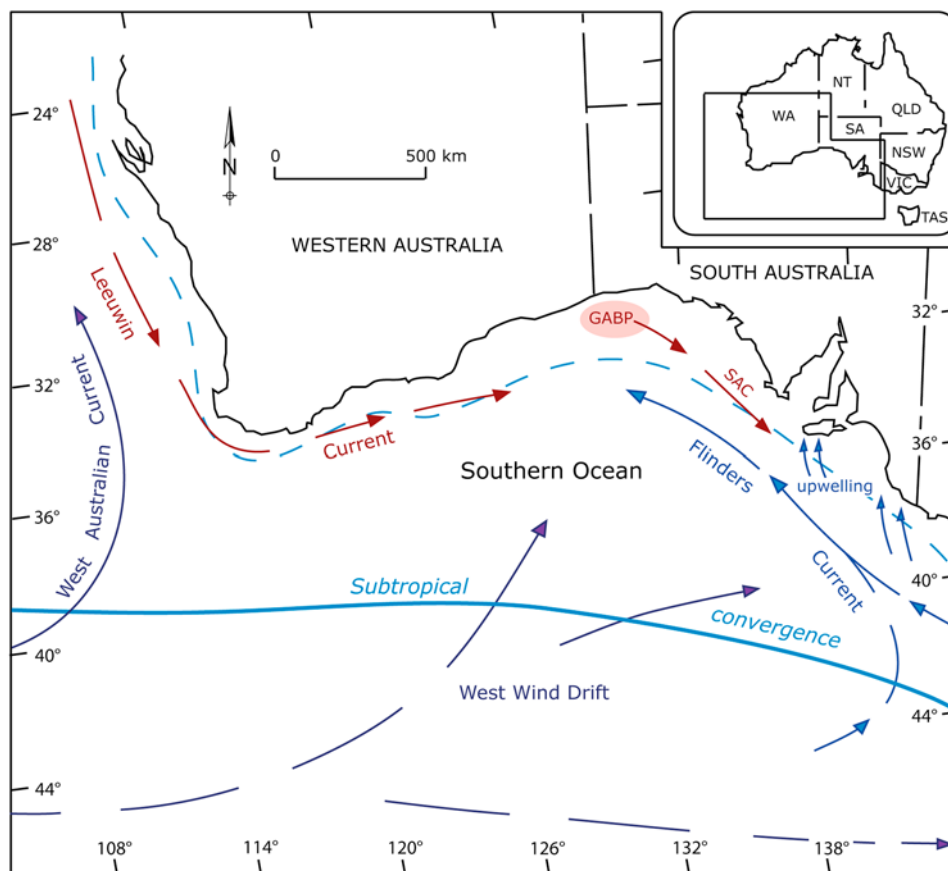 24°
28°
32°
36°
40°
44°
N
0 500 km
WESTERN AUSTRALIA
SOUTH AUSTRALIA
WA
NT
SA
QLD
NSW
VIC
TAS
32°
36°
40°
44°
Leeuwin
Current
West Australian Current
GABP
SAC
Flinders
Current
upwelling
Southern Ocean
Subtropical
convergence
West Wind Drift
108°
114°
120°
126°
132°
138°